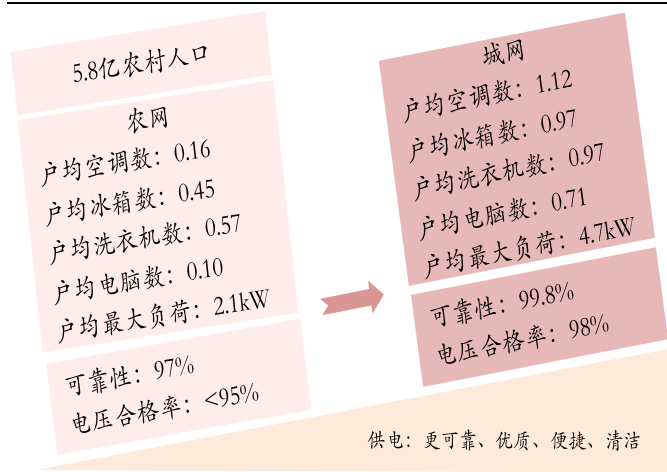 5.8亿农村人口
农网
户均空调数：0.16
户均冰箱数：0.45
户均洗衣机数：0.57
户均电脑数：0.10
户均最大负荷：2.1kW
可靠性：97%
电压合格率：<95%
城网
户均空调数：1.12
户均冰箱数：0.97
户均洗衣机数：0.97
户均电脑数：0.71
户均最大负荷：4.7kW
可靠性：99.8%
电压合格率：98%
供电：更可靠、优质、便捷、清洁